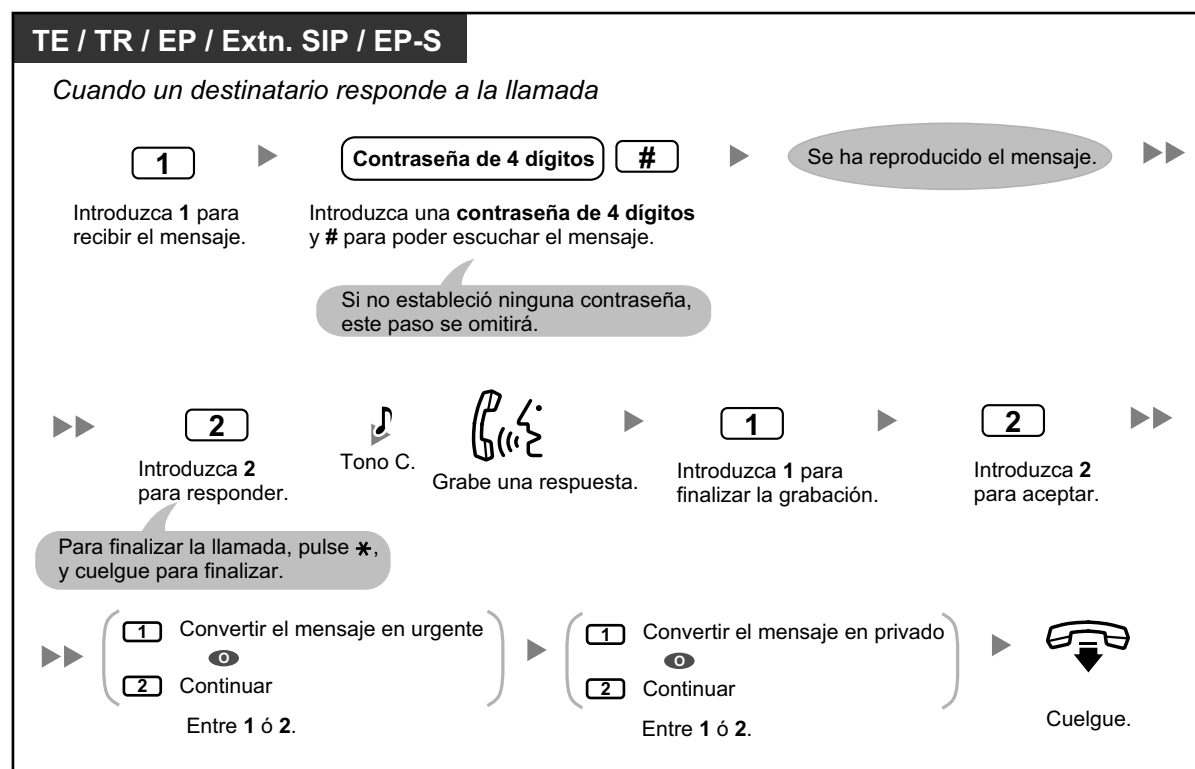 TE / TR / EP / Extn. SIP / EP-S
Cuando un destinatario responde a la llamada
1
Contraseña de 4 dígitos #
Se ha reproducido el mensaje.
Introduzca 1 para
recibir el mensaje.
Introduzca una contraseña de 4 dígitos
y # para poder escuchar el mensaje.
Si no estableció ninguna contraseña,
este paso se omitirá.
2
Introduzca 2
para responder.
Para finalizar la llamada, pulse *,
y cuelgue para finalizar.
Tono C.
Grabe una respuesta.
1
Introduzca 1 para
finalizar la grabación.
2
Introduzca 2
para aceptar.
1 Convertir el mensaje en urgente
O
2 Continuar
Entre 1 ó 2.
1 Convertir el mensaje en privado
O
2 Continuar
Entre 1 ó 2.
Cuelgue.